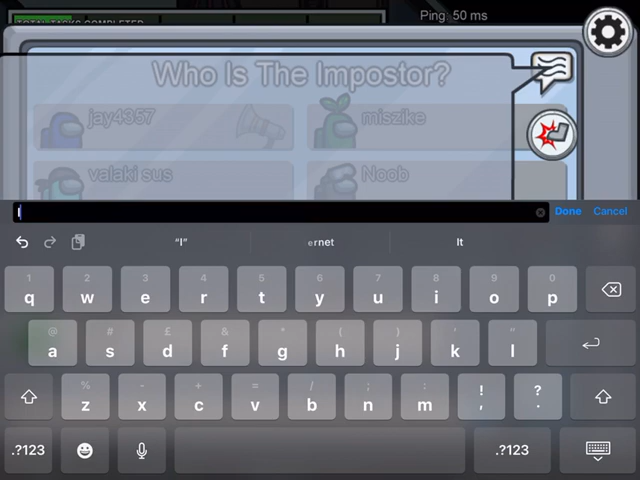 TOTAL TASKS COMPLETED
Ping: 50 ms
Who Is The Impostor?
jay4957
miszike
valaki sus
Noob
I
Done
Cancel
"I"
ernet
It
1 2 3 4 5 6 7 8 9 0
q w e r t y u i o p
@ # £ & * ( ) ' "
a s d f g h j k l
% - + = / ; : ! ?
z x c v b n m , .
.?123
.?123